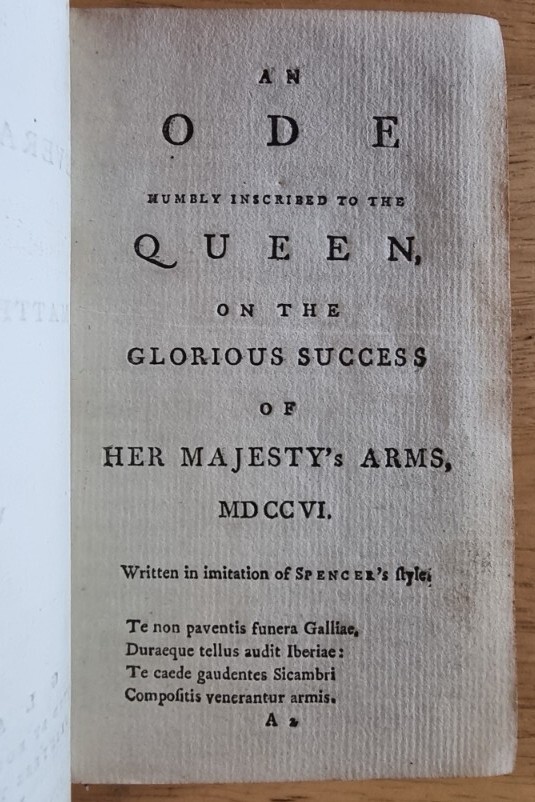 AN
ODE
HUMBLY INSCRIBED TO THE
QUEEN,
ON THE
GLORIOUS SUCCESS
OF
HER MAJESTY's ARMS,
MDCCVI.
Written in imitation of SPENCER's ſtyle.
Te non paventis funera Galliae,
Duraeque tellus audit Iberiae:
Te caede gaudentes Sicambri
Compoſitis venerantur armis.
A 2